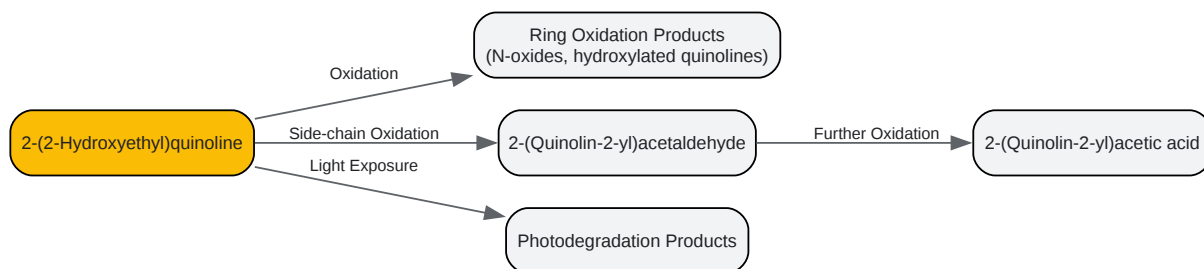 Ring Oxidation Products
(N-oxides, hydroxylated quinolines)
Oxidation
2-(2-Hydroxyethyl)quinoline
Side-chain Oxidation
2-(Quinolin-2-yl)acetaldehyde
Further Oxidation
2-(Quinolin-2-yl)acetic acid
Light Exposure
Photodegradation Products